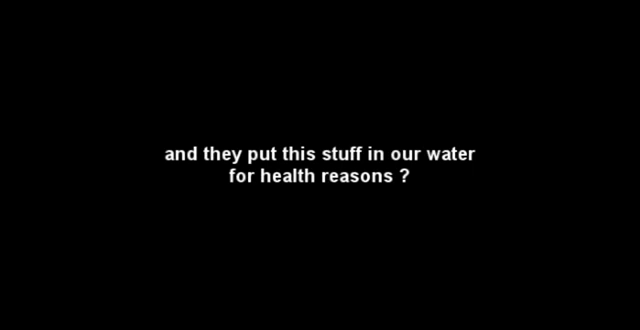 and they put this stuff in our water
for health reasons ?